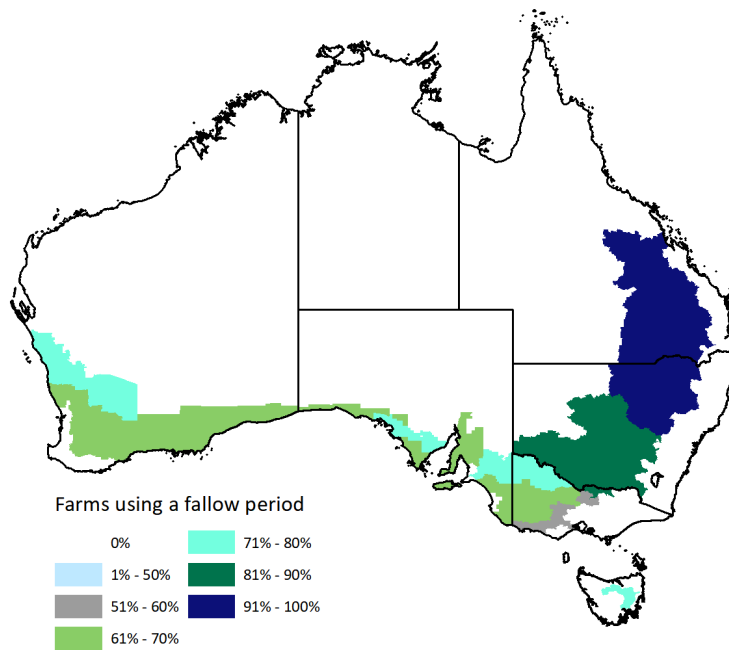 Farms using a fallow period
0%
1% - 50%
51% - 60%
61% - 70%
71% - 80%
81% - 90%
91% - 100%